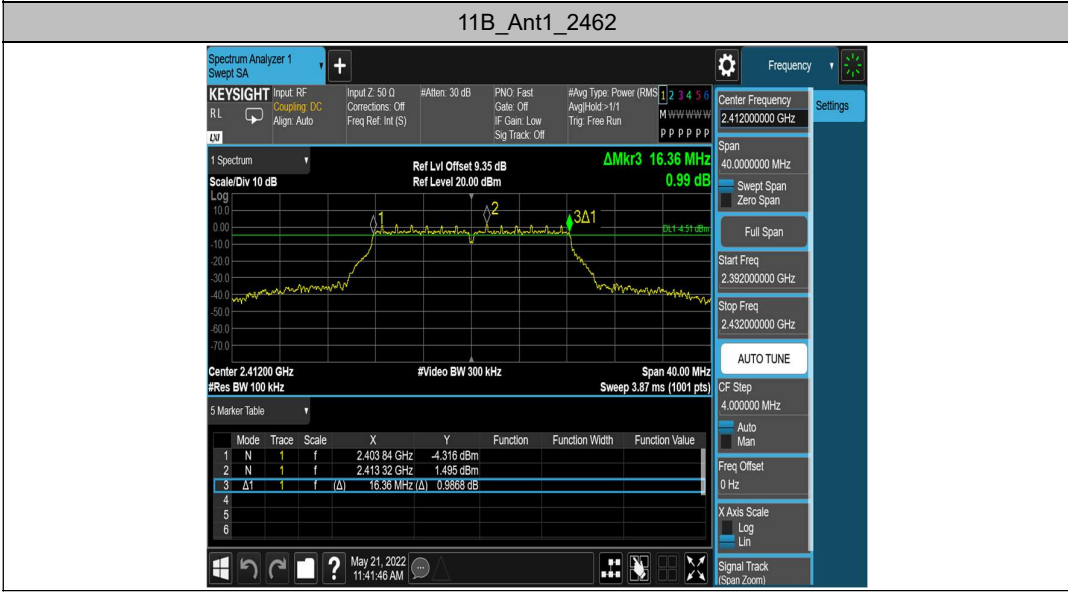 11B_Ant1_2462
Spectrum Analyzer 1
Swept SA
+
Frequency
KEYSIGHT
RL
LXI
Input: RF
Coupling: DC
Align: Auto
Input Z: 50 Ω
Corrections: Off
Freq Ref: Int (S)
#Atten: 30 dB
PNO: Fast
Gate: Off
IF Gain: Low
Sig Track: Off
#Avg Type: Power (RMS
Avg|Hold:>1/1
Trig: Free Run
1 2 3 4 5 6
M W W W W W
P P P P P P
1 Spectrum
Scale/Div 10 dB
Ref Lvl Offset 9.35 dB
Ref Level 20.00 dBm
ΔMkr3 16.36 MHz
0.99 dB
Log
10.0
0.00
-10.0
-20.0
-30.0
-40.0
-50.0
-60.0
-70.0
1
2
3Δ1
DL1 -4.51 dBm
Center 2.41200 GHz
#Res BW 100 kHz
#Video BW 300 kHz
Span 40.00 MHz
Sweep 3.87 ms (1001 pts)
5 Marker Table
Mode Trace Scale X Y Function Function Width Function Value
1 N 1 f 2.403 84 GHz -4.316 dBm
2 N 1 f 2.413 32 GHz 1.495 dBm
3 Δ1 1 f (Δ) 16.36 MHz (Δ) 0.9868 dB
4
5
6
?
May 21, 2022
11:41:46 AM
Center Frequency
2.412000000 GHz
Settings
Span
40.0000000 MHz
Swept Span
Zero Span
Full Span
Start Freq
2.392000000 GHz
Stop Freq
2.432000000 GHz
AUTO TUNE
CF Step
4.000000 MHz
Auto
Man
Freq Offset
0 Hz
X Axis Scale
Log
Lin
Signal Track
(Span Zoom)